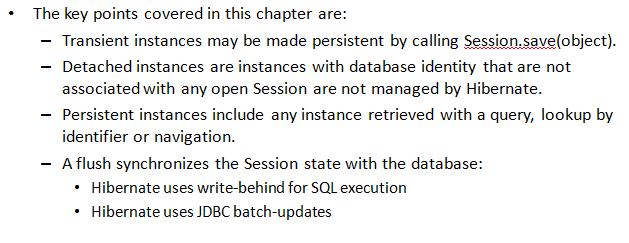 • The key points covered in this chapter are:
– Transient instances may be made persistent by calling Session.save(object).
– Detached instances are instances with database identity that are not
associated with any open Session are not managed by Hibernate.
– Persistent instances include any instance retrieved with a query, lookup by
identifier or navigation.
– A flush synchronizes the Session state with the database:
• Hibernate uses write-behind for SQL execution
• Hibernate uses JDBC batch-updates